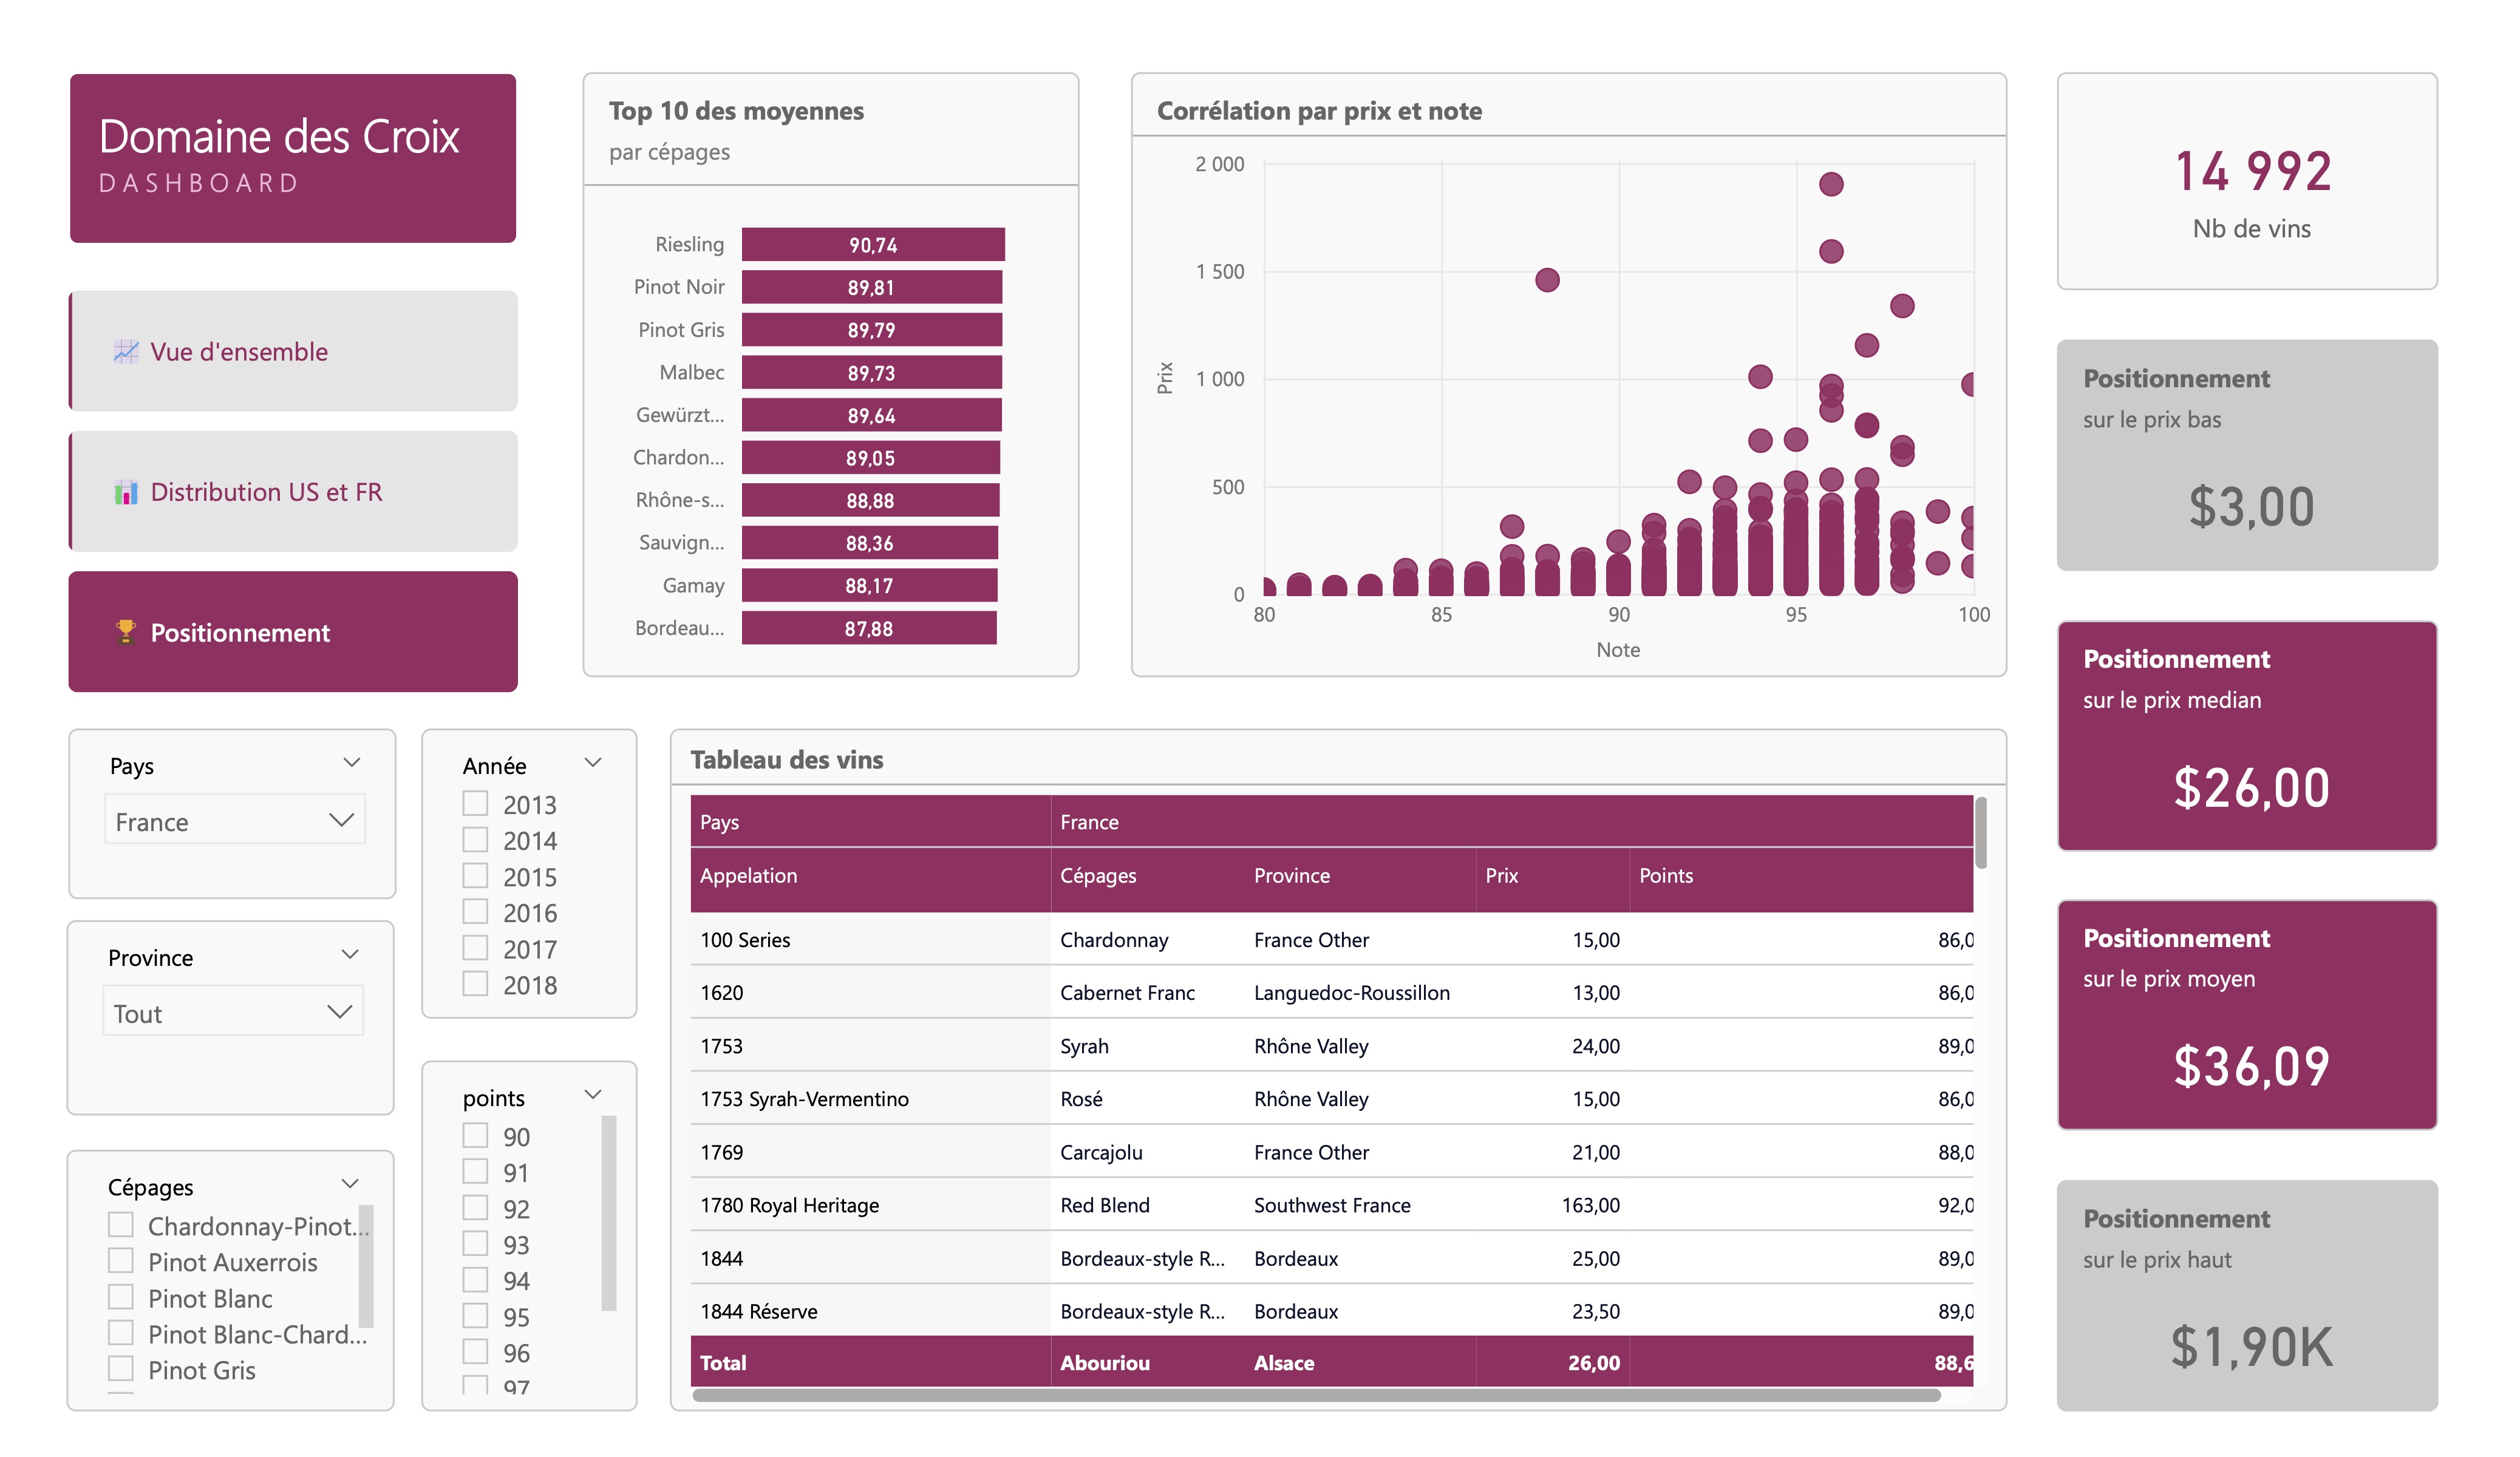 Domaine des Croix
DASHBOARD
Vue d'ensemble
Distribution US et FR
Positionnement
Top 10 des moyennes
par cépages
Riesling 90,74
Pinot Noir 89,81
Pinot Gris 89,79
Malbec 89,73
Gewürzt... 89,64
Chardon... 89,05
Rhône-s... 88,88
Sauvign... 88,36
Gamay 88,17
Bordeau... 87,88
Corrélation par prix et note
Prix
2 000
1 500
1 000
500
0
80 85 90 95 100
Note
14 992
Nb de vins
Positionnement
sur le prix bas
$3,00
Positionnement
sur le prix median
$26,00
Positionnement
sur le prix moyen
$36,09
Positionnement
sur le prix haut
$1,90K
Pays
France
Province
Tout
Cépages
Chardonnay-Pinot...
Pinot Auxerrois
Pinot Blanc
Pinot Blanc-Chard...
Pinot Gris
Année
2013
2014
2015
2016
2017
2018
points
90
91
92
93
94
95
96
97
Tableau des vins
Pays France
Appelation Cépages Province Prix Points
100 Series Chardonnay France Other 15,00 86,0
1620 Cabernet Franc Languedoc-Roussillon 13,00 86,0
1753 Syrah Rhône Valley 24,00 89,0
1753 Syrah-Vermentino Rosé Rhône Valley 15,00 86,0
1769 Carcajolu France Other 21,00 88,0
1780 Royal Heritage Red Blend Southwest France 163,00 92,0
1844 Bordeaux-style R... Bordeaux 25,00 89,0
1844 Réserve Bordeaux-style R... Bordeaux 23,50 89,0
Total Abouriou Alsace 26,00 88,6